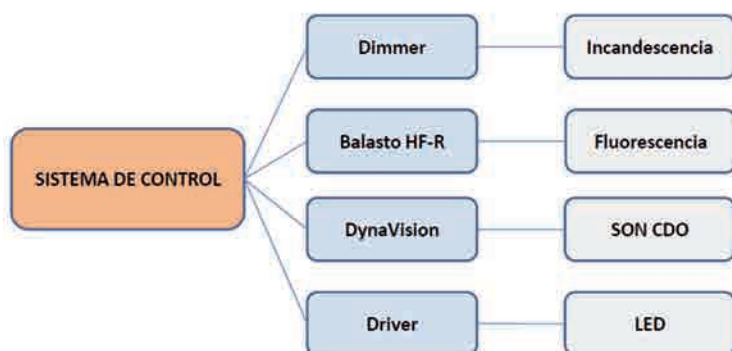 Dimmer
Incandescencia
Balasto HF-R
Fluorescencia
SISTEMA DE CONTROL
DynaVision
SON CDO
Driver
LED